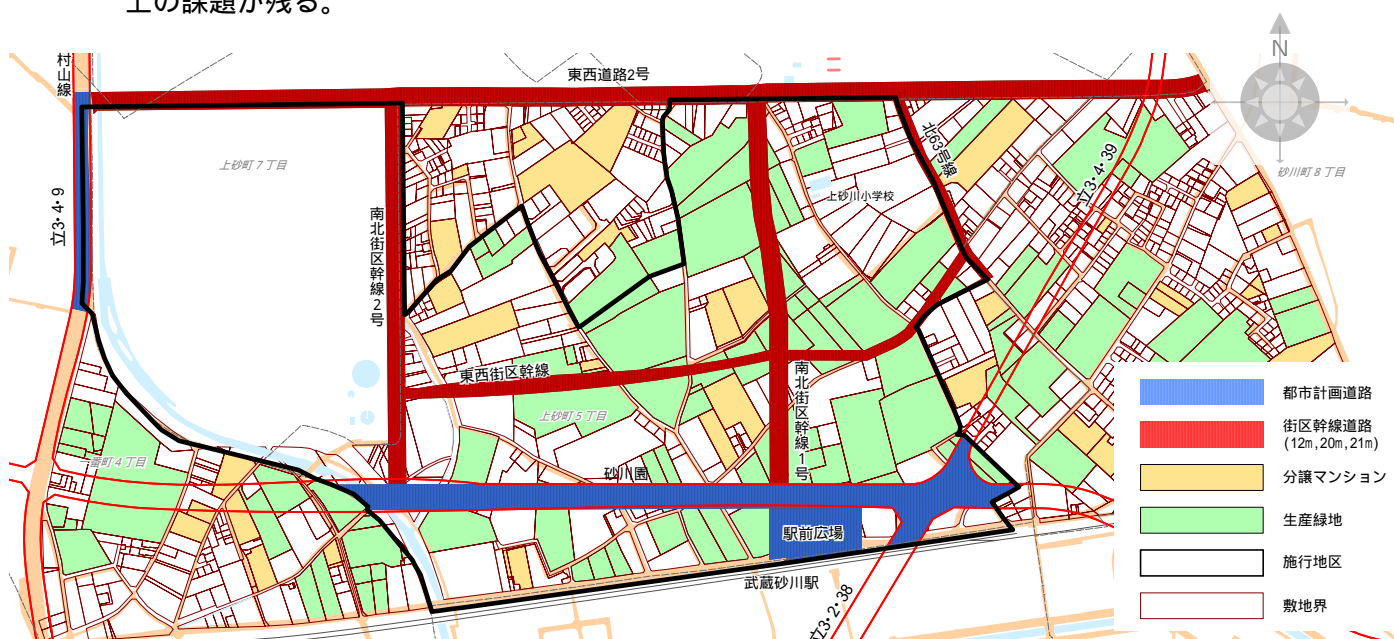 上の課題が残る。
村山線
東西道路2号
N
北63号線
立3・4・39
上砂町７丁目
砂川町８丁目
上砂川小学校
立3・4・9
南北街区幹線2号
東西街区幹線
南北街区幹線1号
上砂町５丁目
一番町４丁目
砂川園
駅前広場
武蔵砂川駅
立3・2・38
都市計画道路
街区幹線道路
(12m,20m,21m)
分譲マンション
生産緑地
施行地区
敷地界